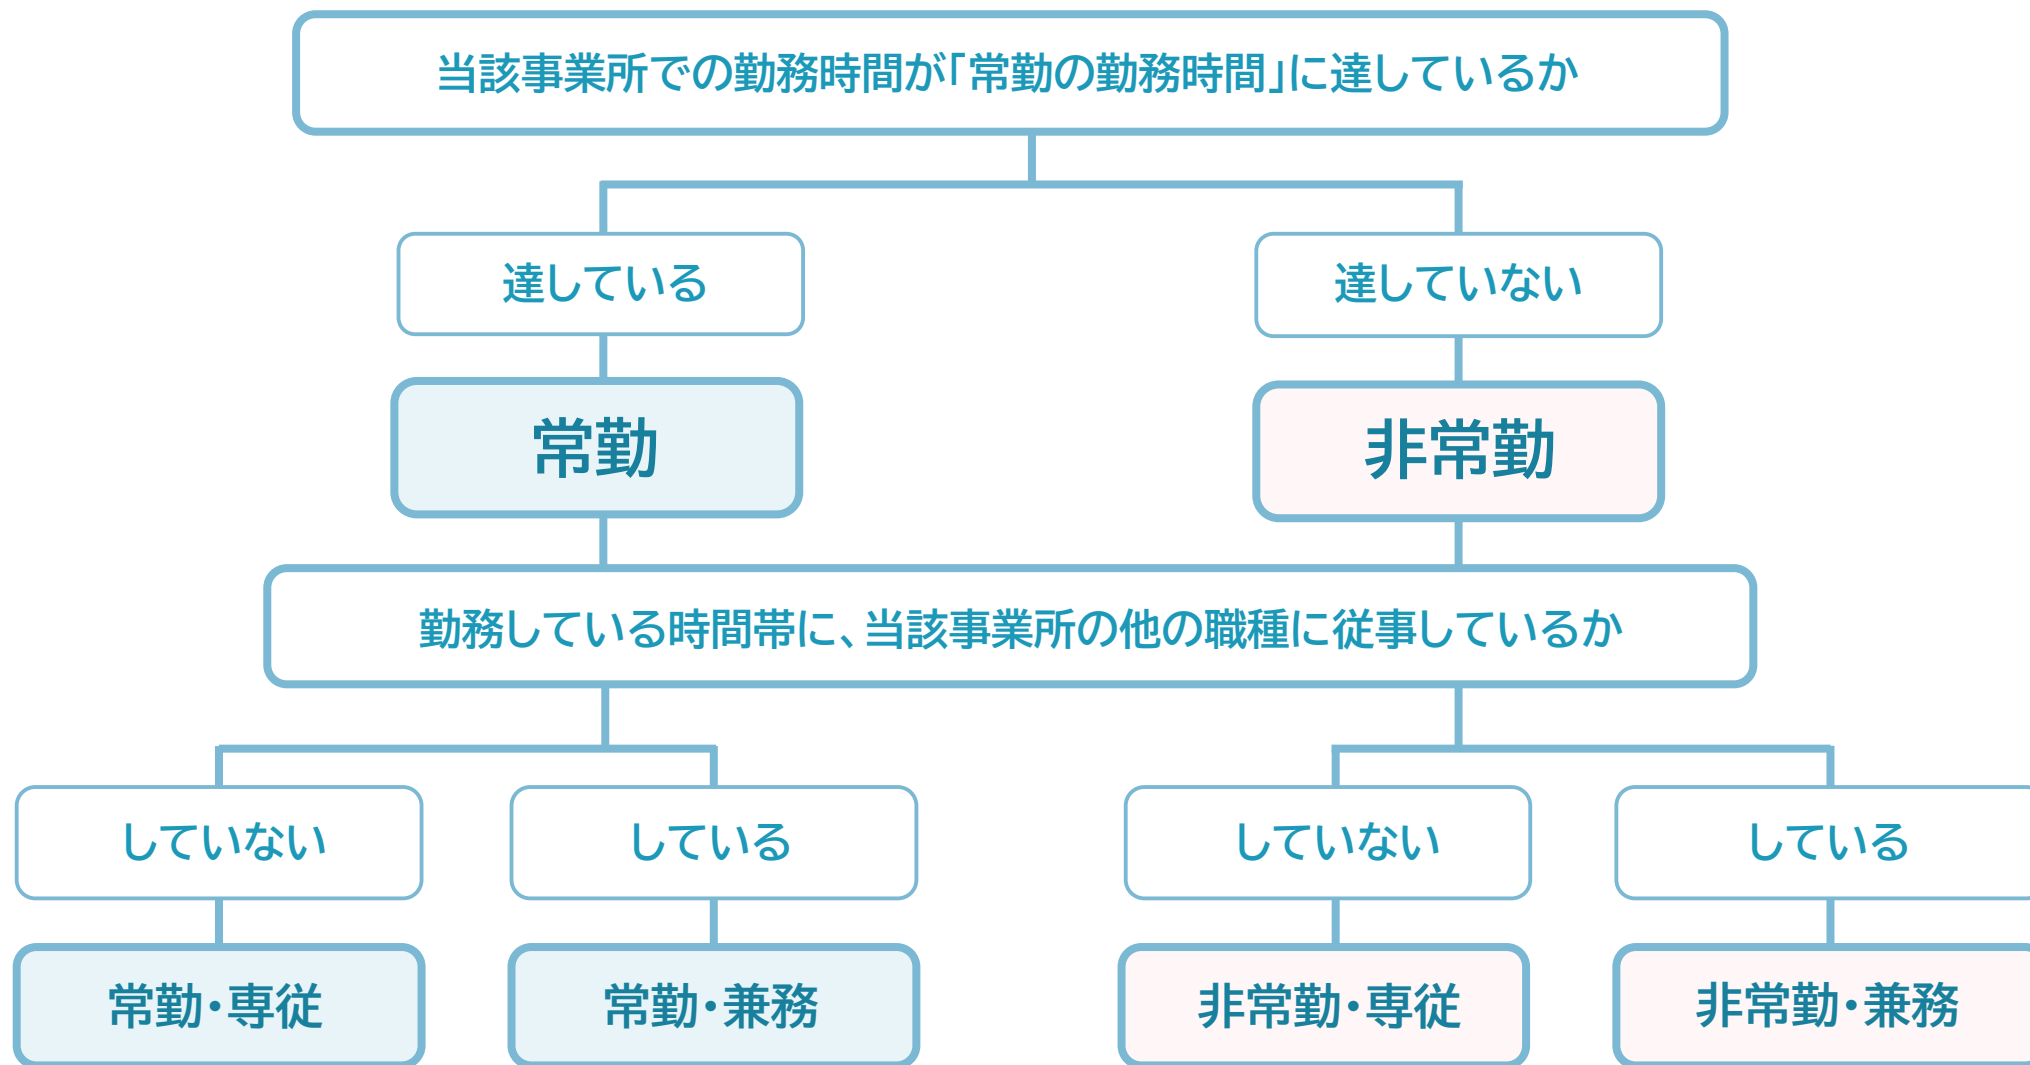 当該事業所での勤務時間が「常勤の勤務時間」に達しているか
達している
達していない
常勤
非常勤
勤務している時間帯に、当該事業所の他の職種に従事しているか
していない
している
していない
している
常勤・専従
常勤・兼務
非常勤・専従
非常勤・兼務